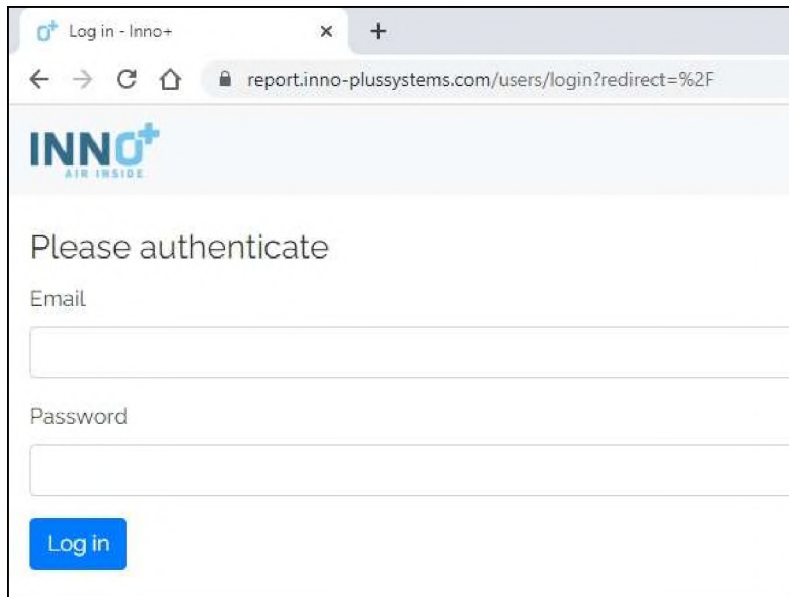 Log in - Inno+
report.inno-plussystems.com/users/login?redirect=%2F
INNO+
AIR INSIDE
Please authenticate
Email
Password
Log in